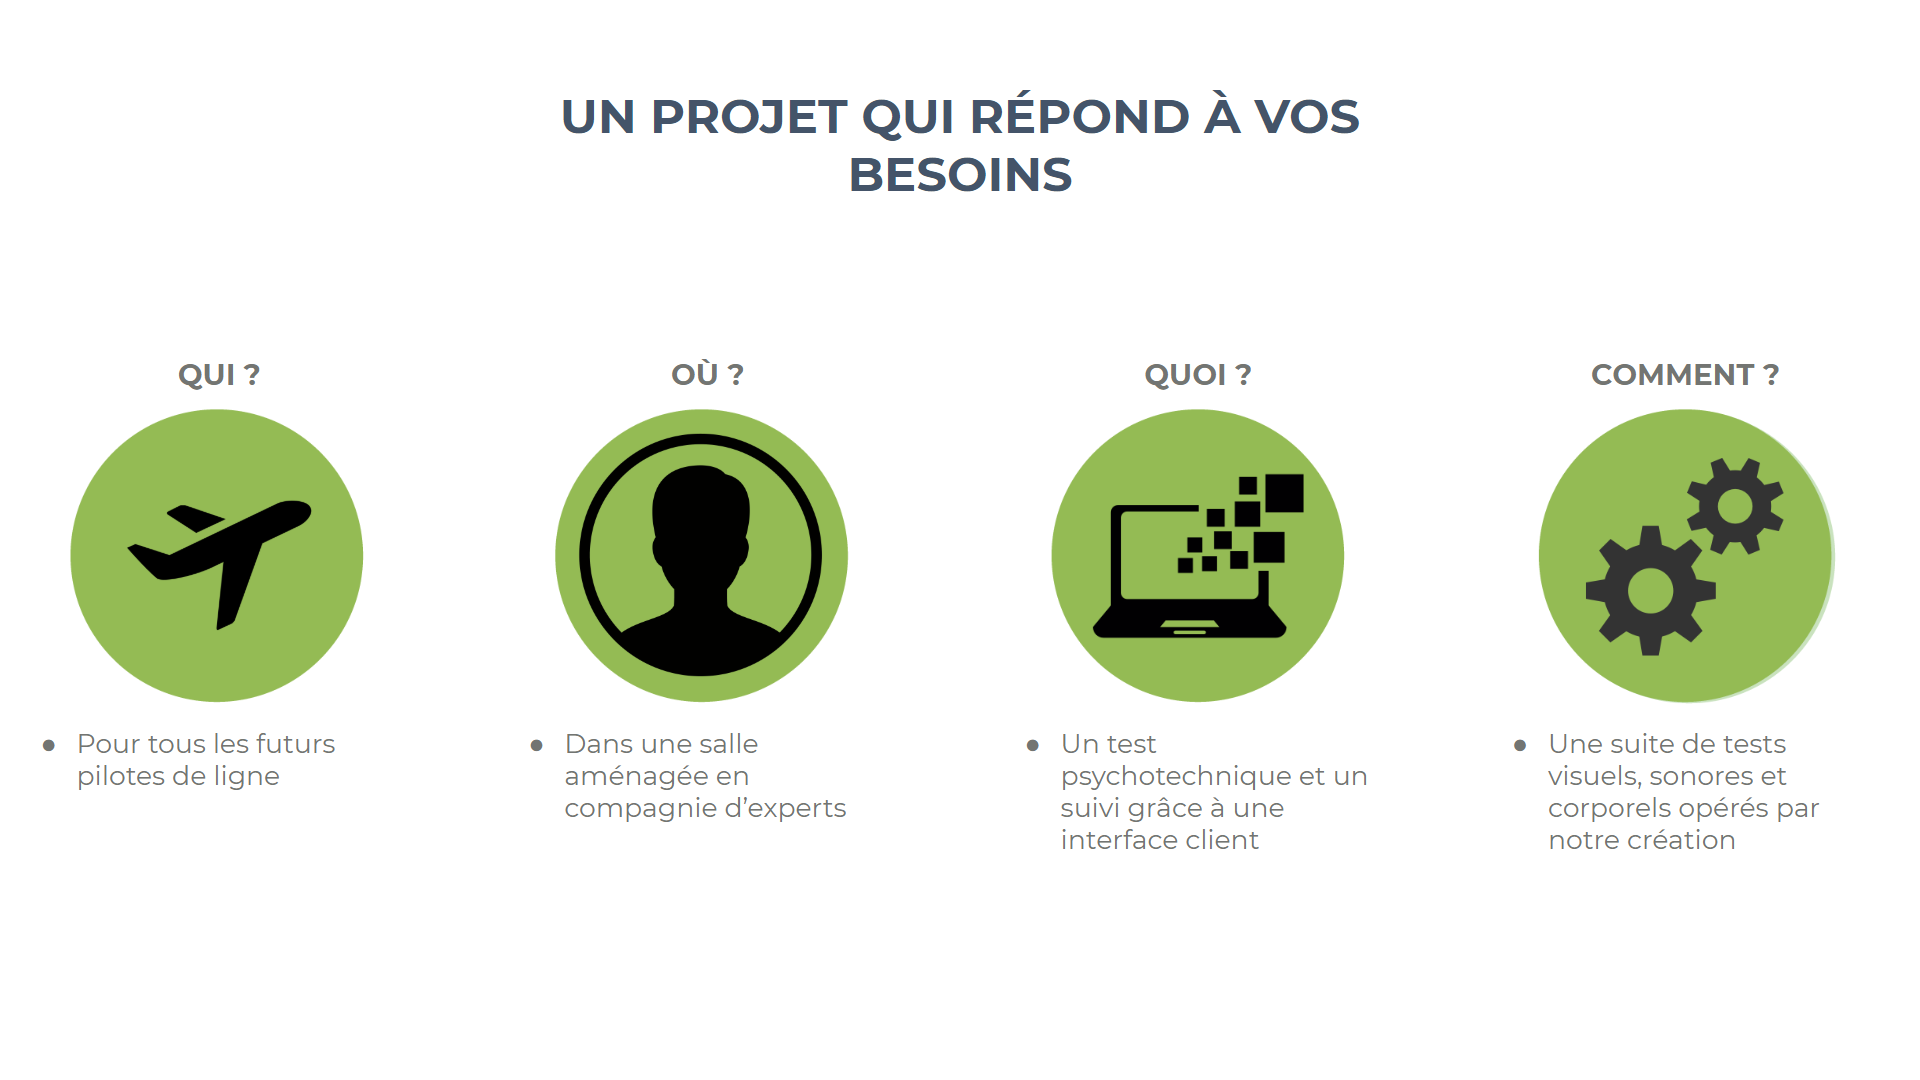 UN PROJET QUI RÉPOND À VOS
BESOINS
QUI ?
● Pour tous les futurs
pilotes de ligne
OÙ ?
● Dans une salle
aménagée en
compagnie d’experts
QUOI ?
● Un test
psychotechnique et un
suivi grâce à une
interface client
COMMENT ?
● Une suite de tests
visuels, sonores et
corporels opérés par
notre création